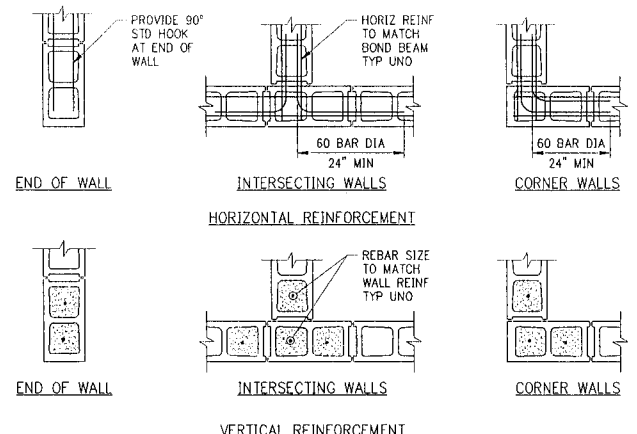 PROVIDE 90°
STD HOOK
AT END OF
WALL
HORIZ REINF
TO MATCH
BOND BEAM
TYP UNO
60 BAR DIA
24" MIN
60 BAR DIA
24" MIN
END OF WALL
INTERSECTING WALLS
CORNER WALLS
HORIZONTAL REINFORCEMENT
REBAR SIZE
TO MATCH
WALL REINF
TYP UNO
END OF WALL
INTERSECTING WALLS
CORNER WALLS
VERTICAL REINFORCEMENT